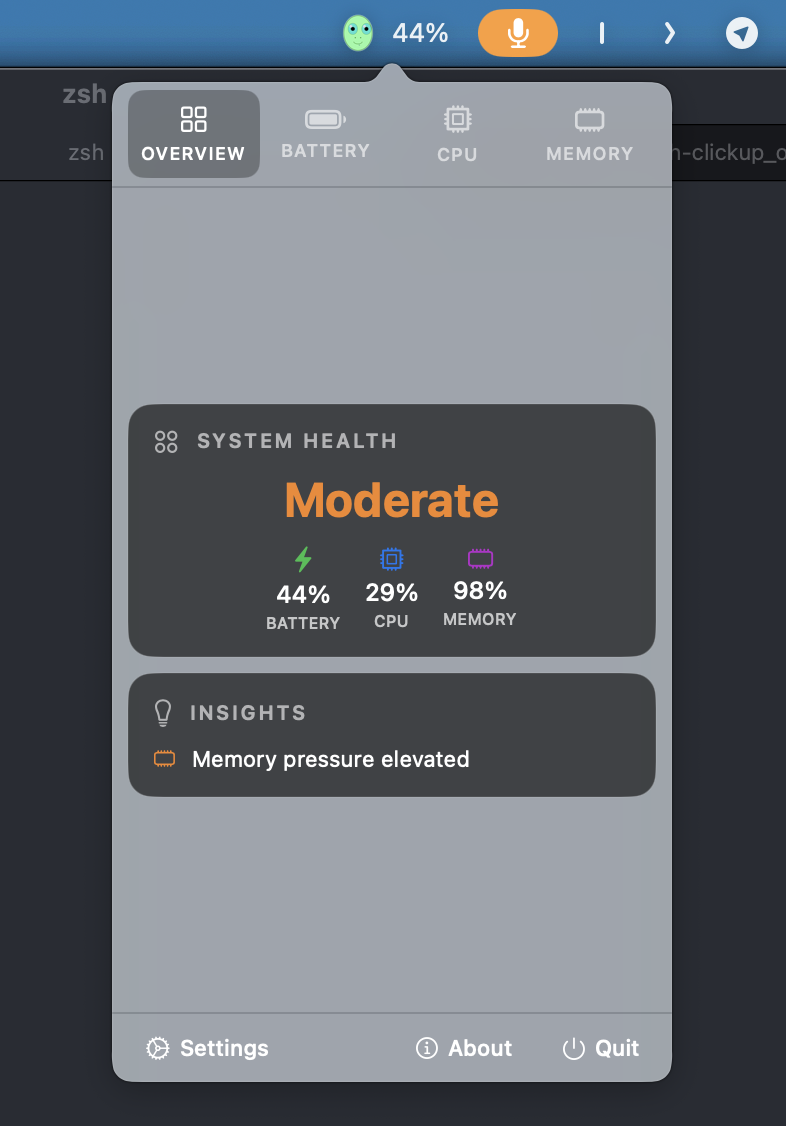 44%
zsh
zsh
n-clickup_o
OVERVIEW
BATTERY
CPU
MEMORY
SYSTEM HEALTH
Moderate
44%
29%
98%
BATTERY
CPU
MEMORY
INSIGHTS
Memory pressure elevated
Settings
About
Quit